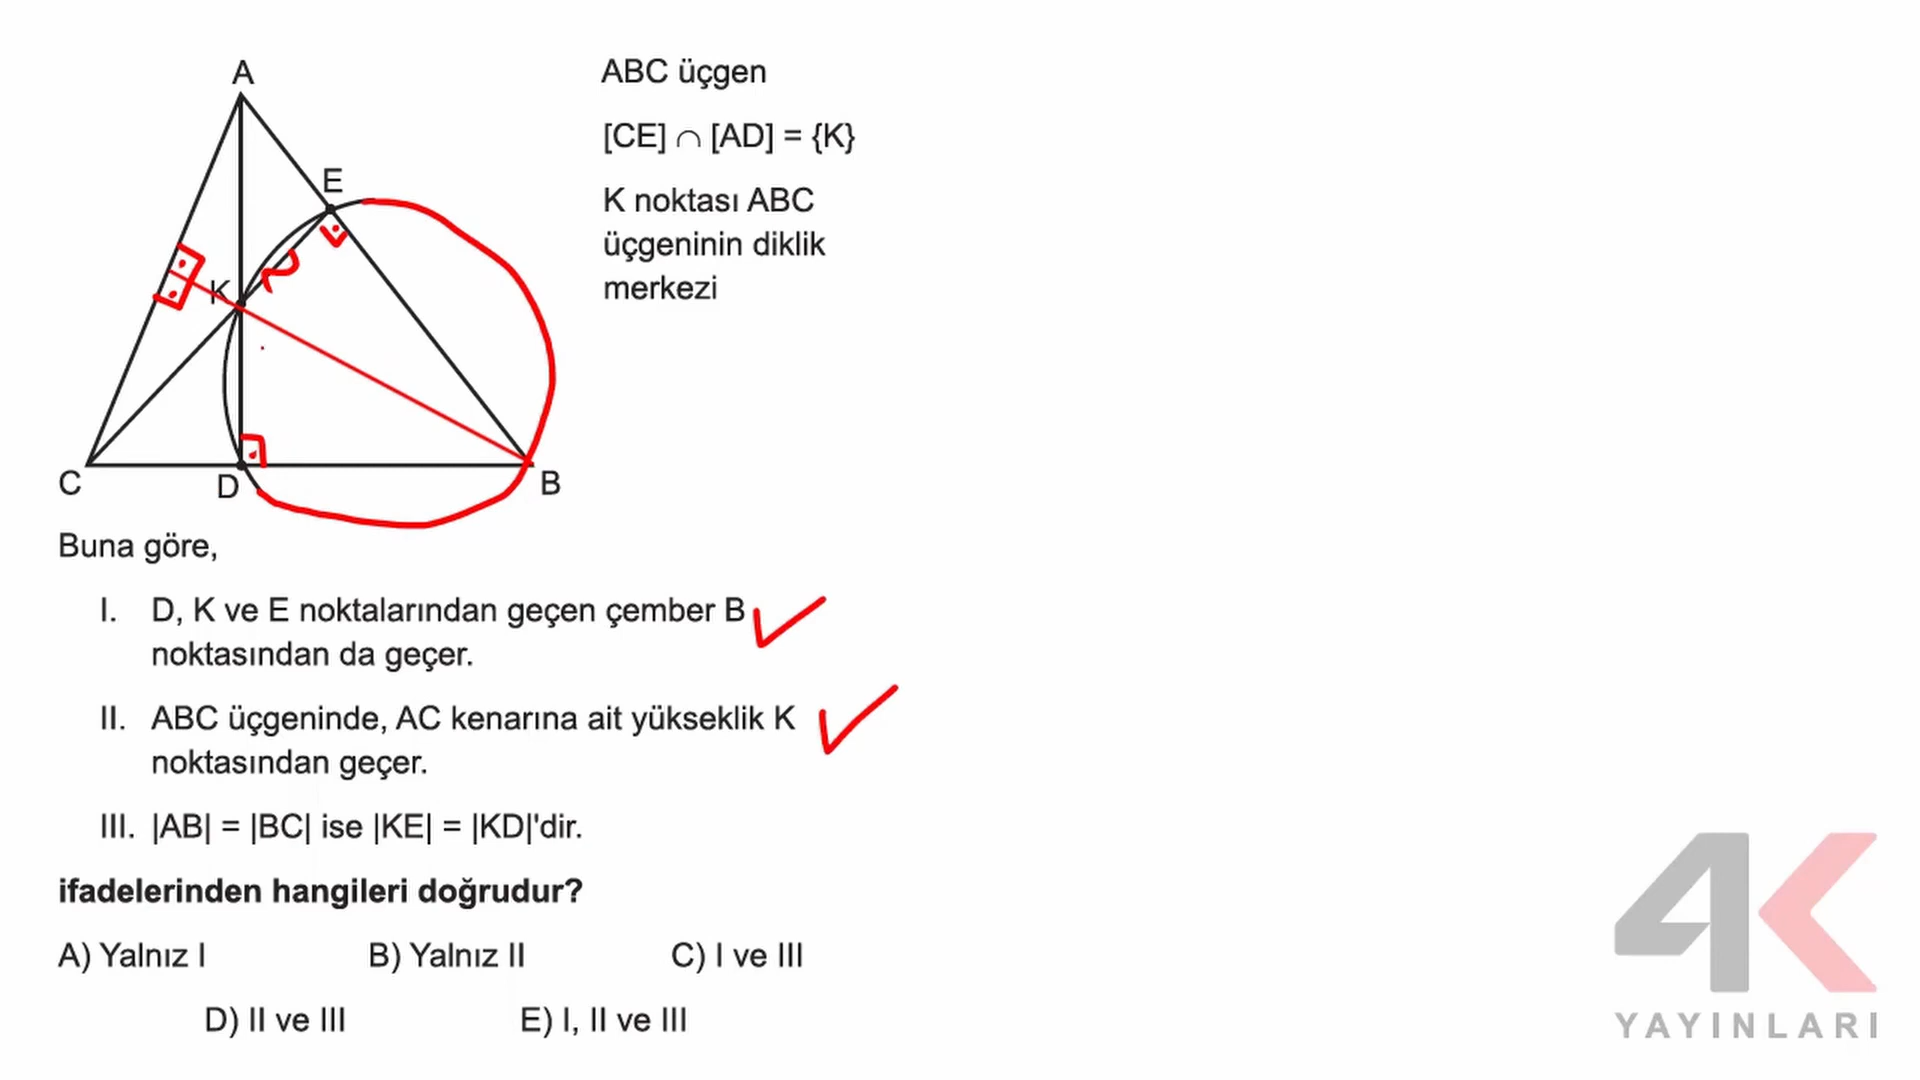 A
E
K
C
D
B
ABC üçgen
[CE] ∩ [AD] = {K}
K noktası ABC
üçgeninin diklik
merkezi
Buna göre,
I. D, K ve E noktalarından geçen çember B
noktasından da geçer.
II. ABC üçgeninde, AC kenarına ait yükseklik K
noktasından geçer.
III. |AB| = |BC| ise |KE| = |KD|'dir.
ifadelerinden hangileri doğrudur?
A) Yalnız I B) Yalnız II C) I ve III
D) II ve III E) I, II ve III
4K
YAYINLARI